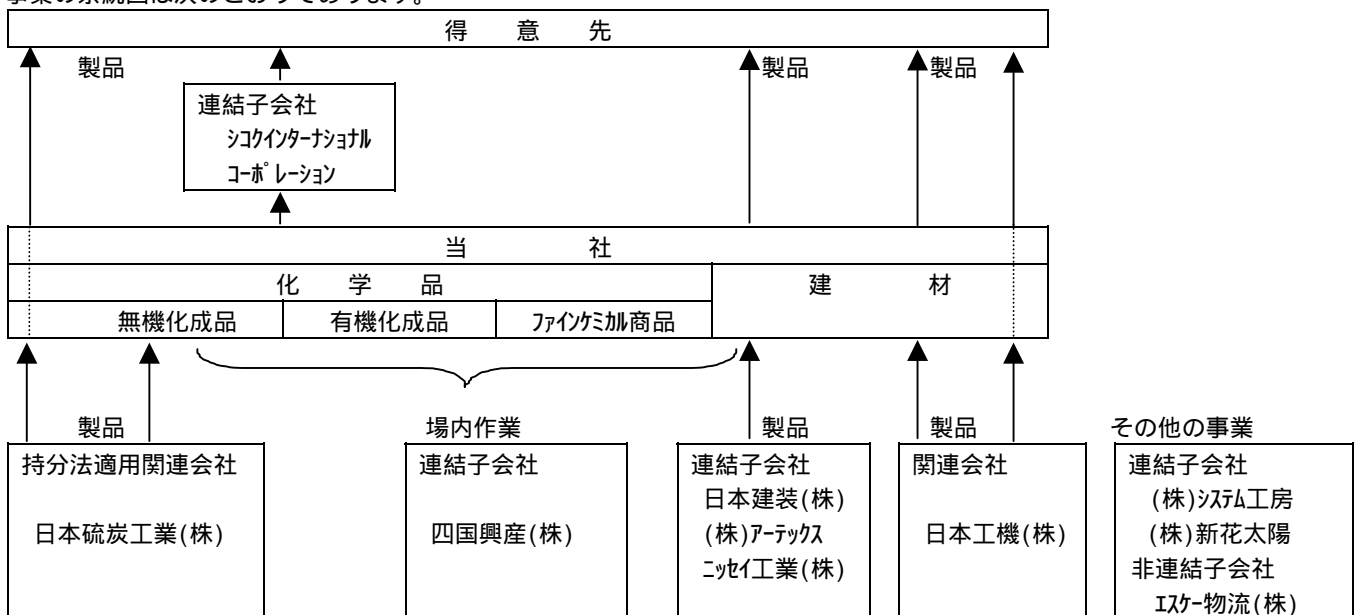 事業の系統図は次のとおりであります。
得　意　先
製品
製品
製品
連結子会社
シコクインターナショナル
コーポレーション
当　社
化　学　品
建　材
無機化成品
有機化成品
ファインケミカル商品
製品
場内作業
製品
製品
その他の事業
持分法適用関連会社
日本硫炭工業(株)
連結子会社
四国興産(株)
連結子会社
日本建装(株)
(株)アーテックス
ニッセイ工業(株)
関連会社
日本工機(株)
連結子会社
(株)システム工房
(株)新花太陽
非連結子会社
エスケー物流(株)